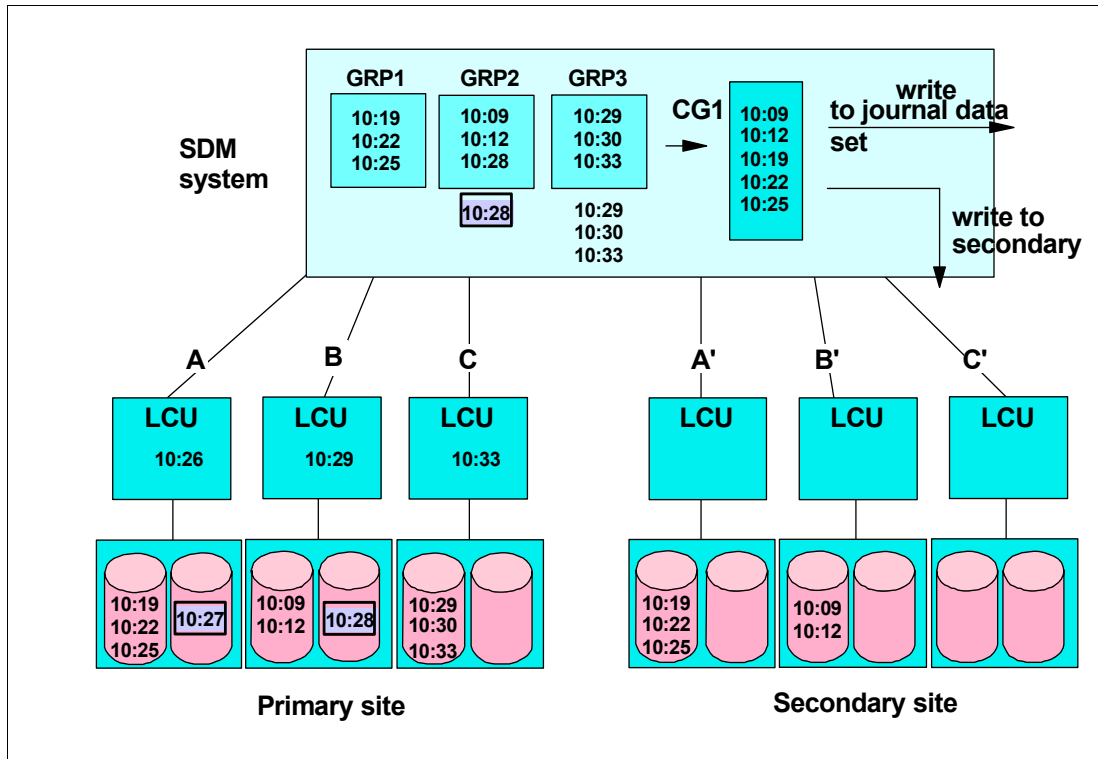 GRP1
GRP2
GRP3
SDM
system
10:19
10:22
10:25
10:09
10:12
10:28
10:28
10:29
10:30
10:33
10:29
10:30
10:33
CG1
10:09
10:12
10:19
10:22
10:25
write
to journal data
set
write to
secondary
A
B
C
A'
B'
C'
LCU
10:26
LCU
10:29
LCU
10:33
LCU
LCU
LCU
10:19
10:22
10:25
10:27
10:09
10:12
10:28
10:29
10:30
10:33
10:19
10:22
10:25
10:09
10:12
Primary site
Secondary site